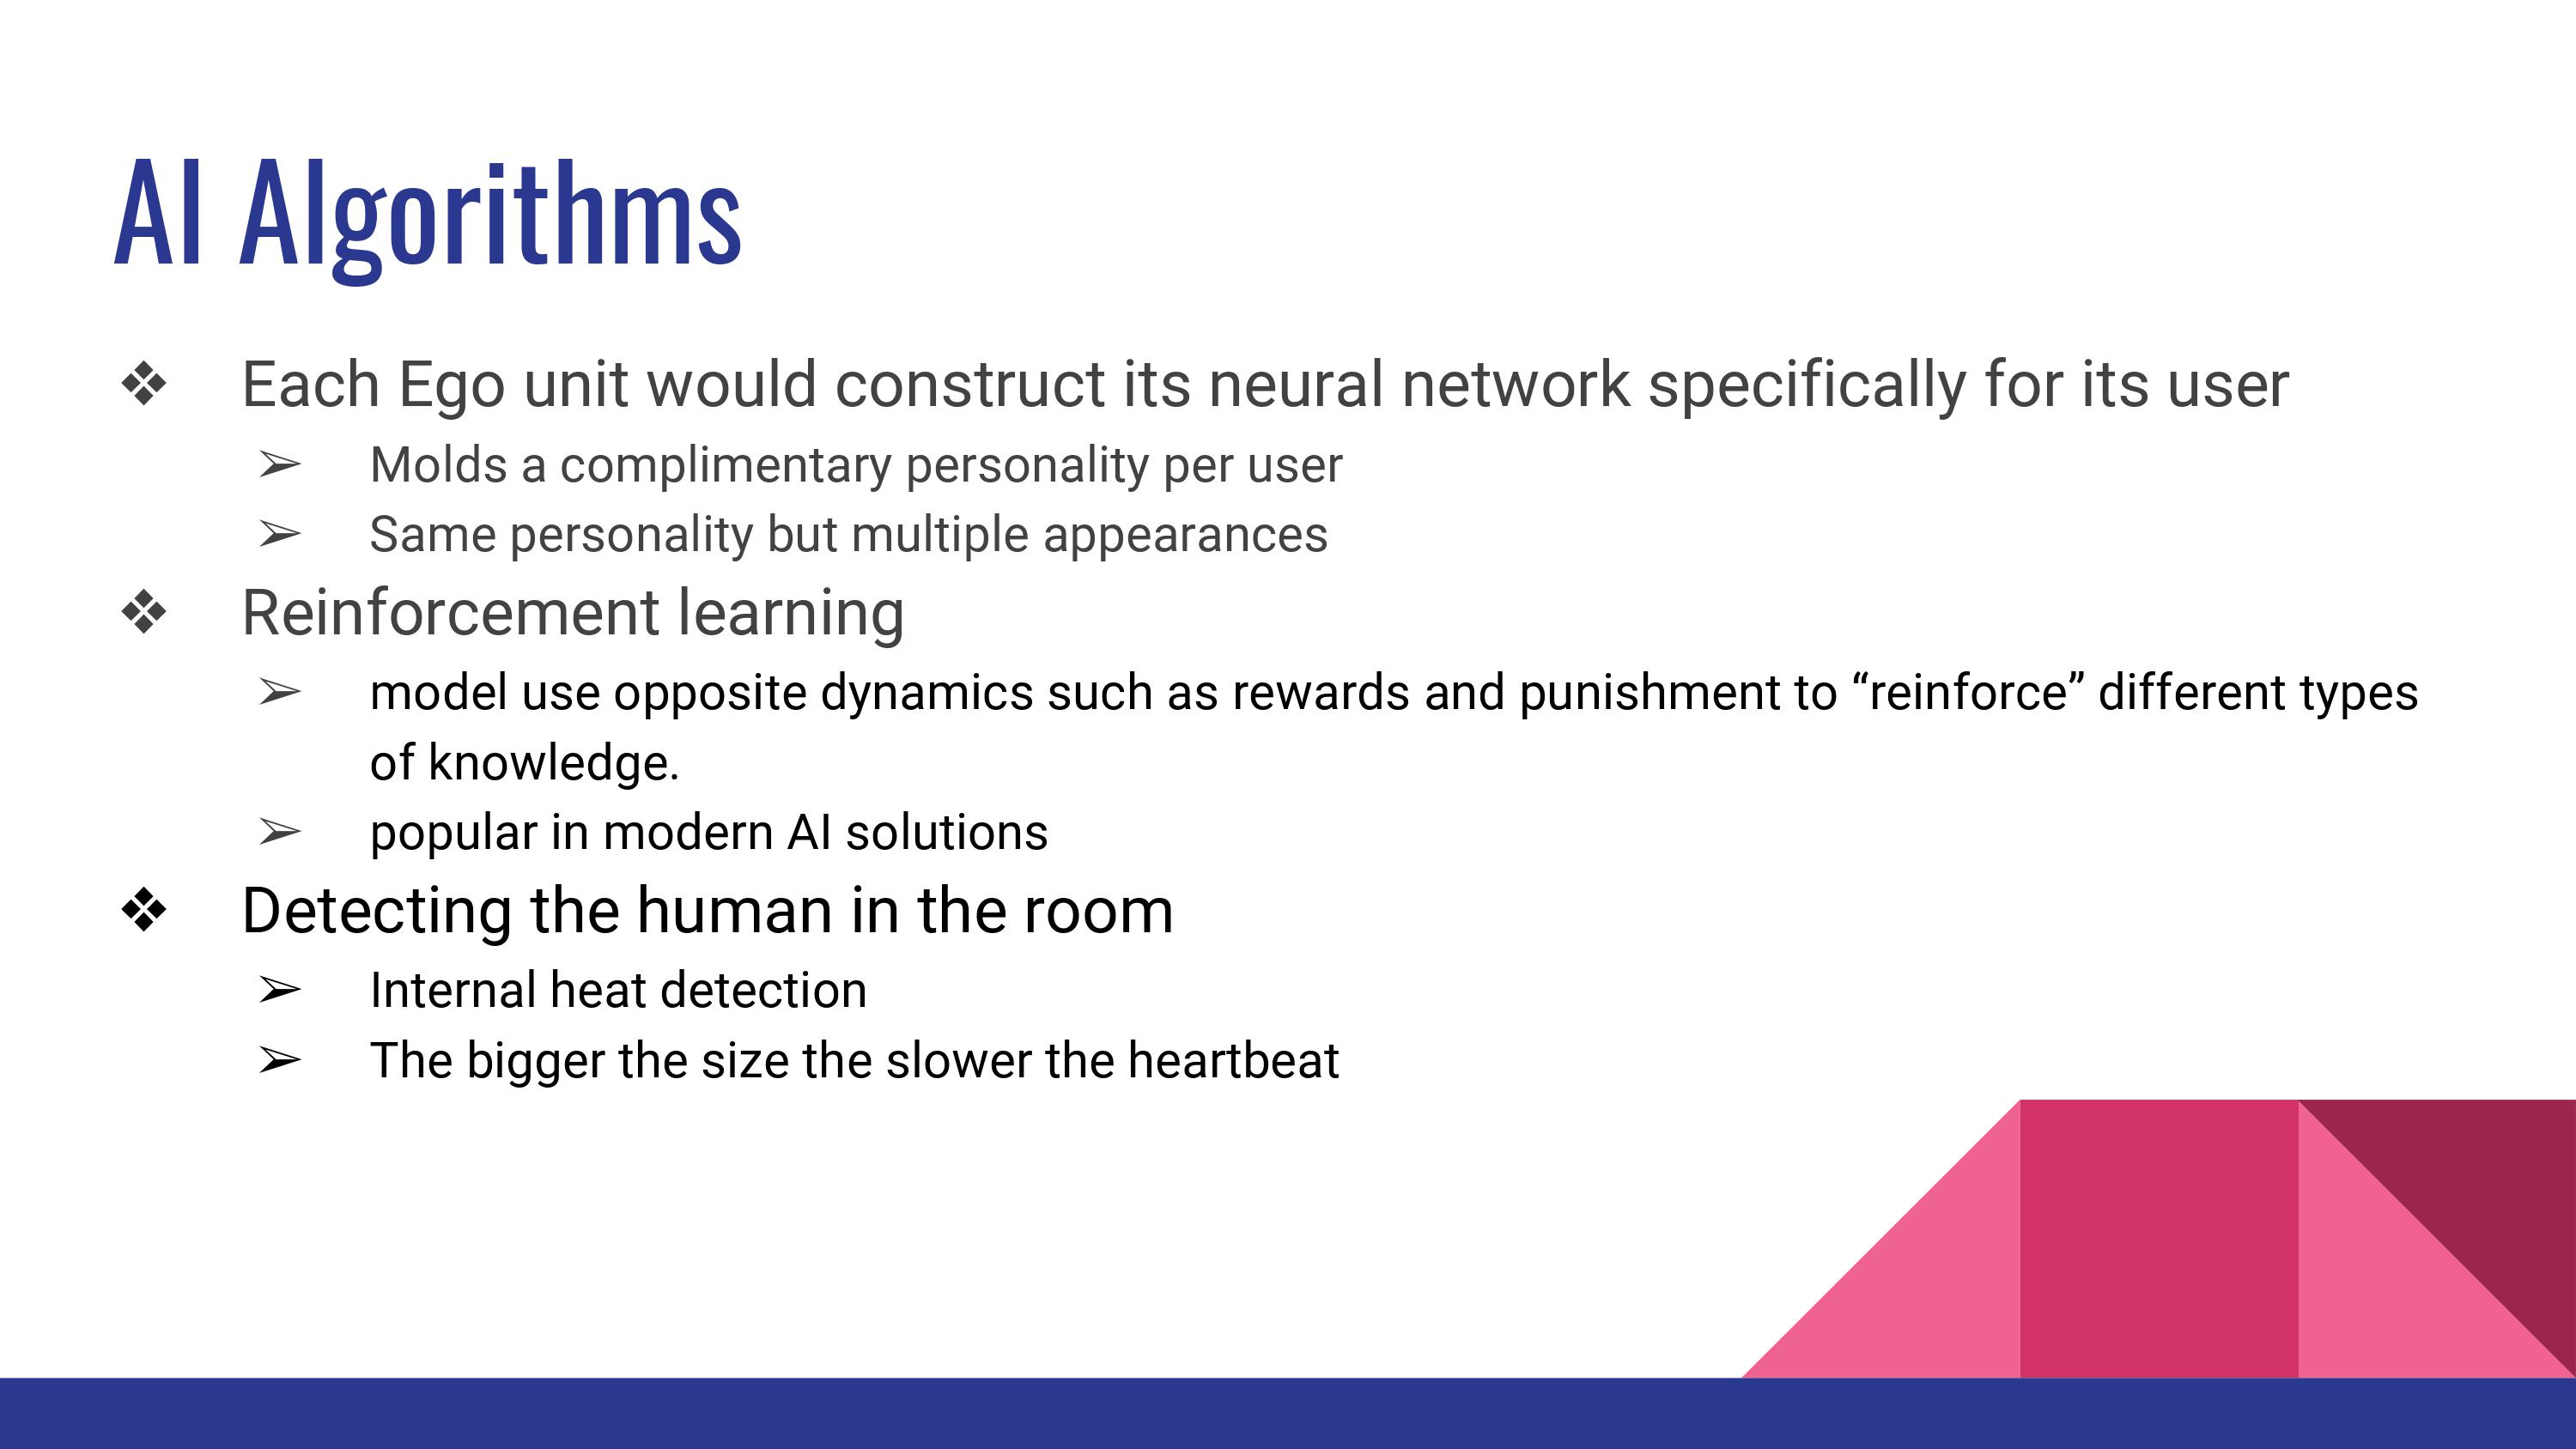 AI Algorithms
❖ Each Ego unit would construct its neural network specifically for its user
➢ Molds a complimentary personality per user
➢ Same personality but multiple appearances
❖ Reinforcement learning
➢ model use opposite dynamics such as rewards and punishment to “reinforce” different types
of knowledge.
➢ popular in modern AI solutions
❖ Detecting the human in the room
➢ Internal heat detection
➢ The bigger the size the slower the heartbeat